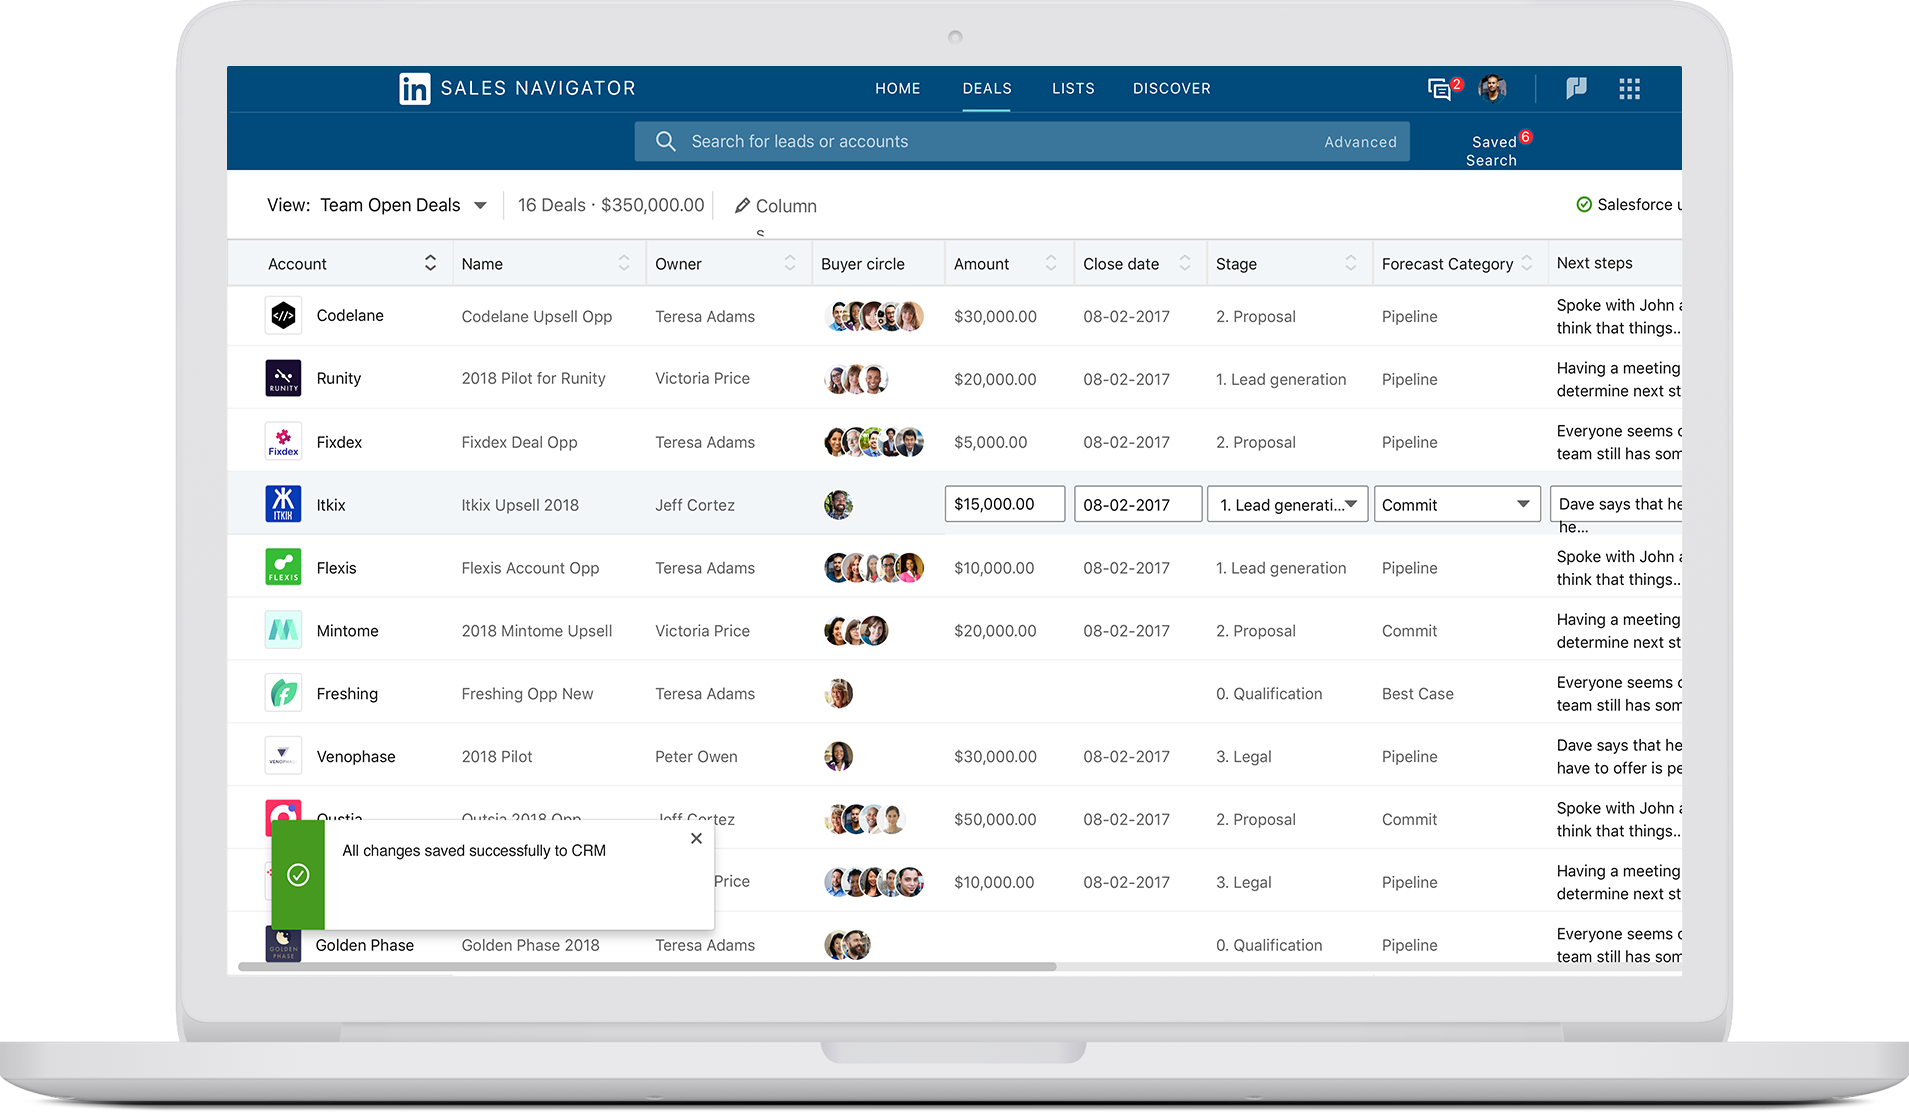 in SALES NAVIGATOR
HOME DEALS LISTS DISCOVER
2
Search for leads or accounts Advanced
Saved 6
Search
View: Team Open Deals 16 Deals · $350,000.00 Column
s
Salesforce u
Account Name Owner Buyer circle Amount Close date Stage Forecast Category Next steps
Codelane Codelane Upsell Opp Teresa Adams $30,000.00 08-02-2017 2. Proposal Pipeline Spoke with John a
think that things..
RUNITY
Runity 2018 Pilot for Runity Victoria Price $20,000.00 08-02-2017 1. Lead generation Pipeline Having a meeting
determine next st
Fixdex
Fixdex Fixdex Deal Opp Teresa Adams $5,000.00 08-02-2017 2. Proposal Pipeline Everyone seems c
team still has som
ITKIX
Itkix Itkix Upsell 2018 Jeff Cortez $15,000.00 08-02-2017 1. Lead generati... Commit Dave says that he
he...
FLEXIS
Flexis Flexis Account Opp Teresa Adams $10,000.00 08-02-2017 1. Lead generation Pipeline Spoke with John a
think that things..
Mintome 2018 Mintome Upsell Victoria Price $20,000.00 08-02-2017 2. Proposal Commit Having a meeting
determine next st
Freshing Freshing Opp New Teresa Adams 0. Qualification Best Case Everyone seems c
team still has som
Venophase 2018 Pilot Peter Owen $30,000.00 08-02-2017 3. Legal Pipeline Dave says that he
have to offer is pe
Jeff Cortez $50,000.00 08-02-2017 2. Proposal Commit Spoke with John a
think that things..
All changes saved successfully to CRM
Price $10,000.00 08-02-2017 3. Legal Pipeline Having a meeting
determine next st
GOLDEN
PHASE
Golden Phase Golden Phase 2018 Teresa Adams 0. Qualification Pipeline Everyone seems c
team still has som